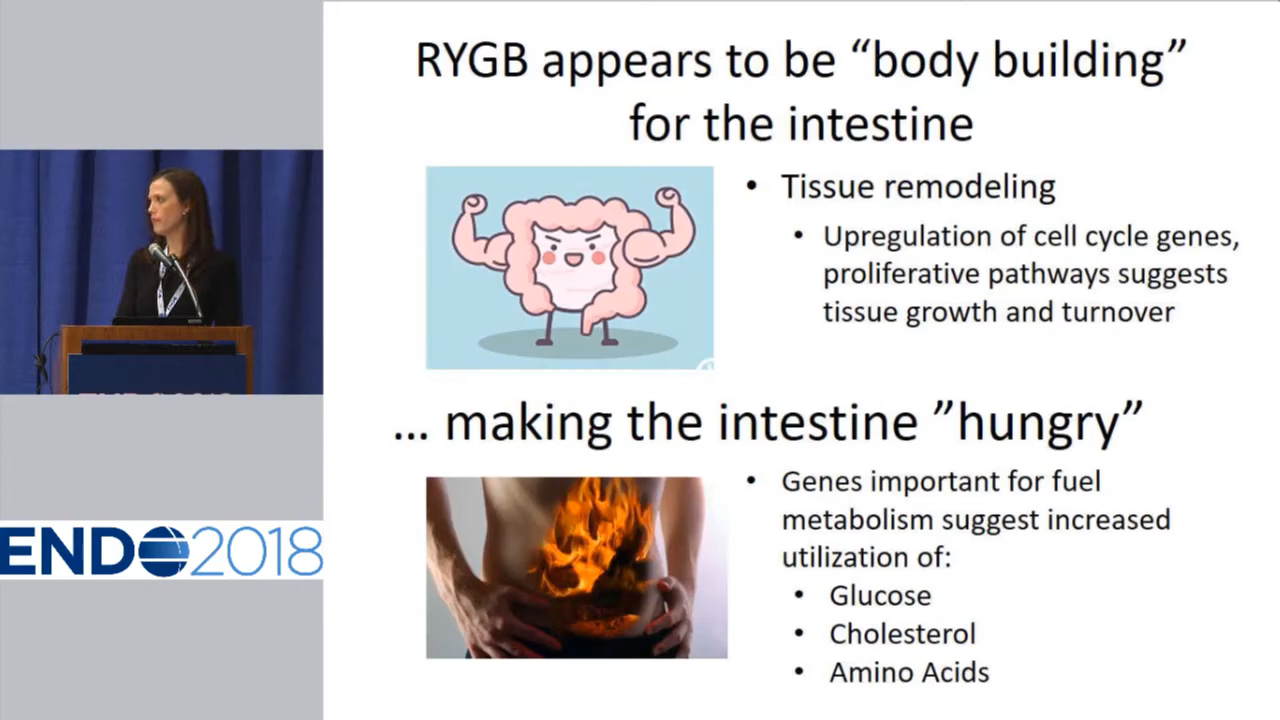 RYGB appears to be “body building”
for the intestine
• Tissue remodeling
• Upregulation of cell cycle genes,
proliferative pathways suggests
tissue growth and turnover
... making the intestine ”hungry”
• Genes important for fuel
metabolism suggest increased
utilization of:
• Glucose
• Cholesterol
• Amino Acids
ENDO2018